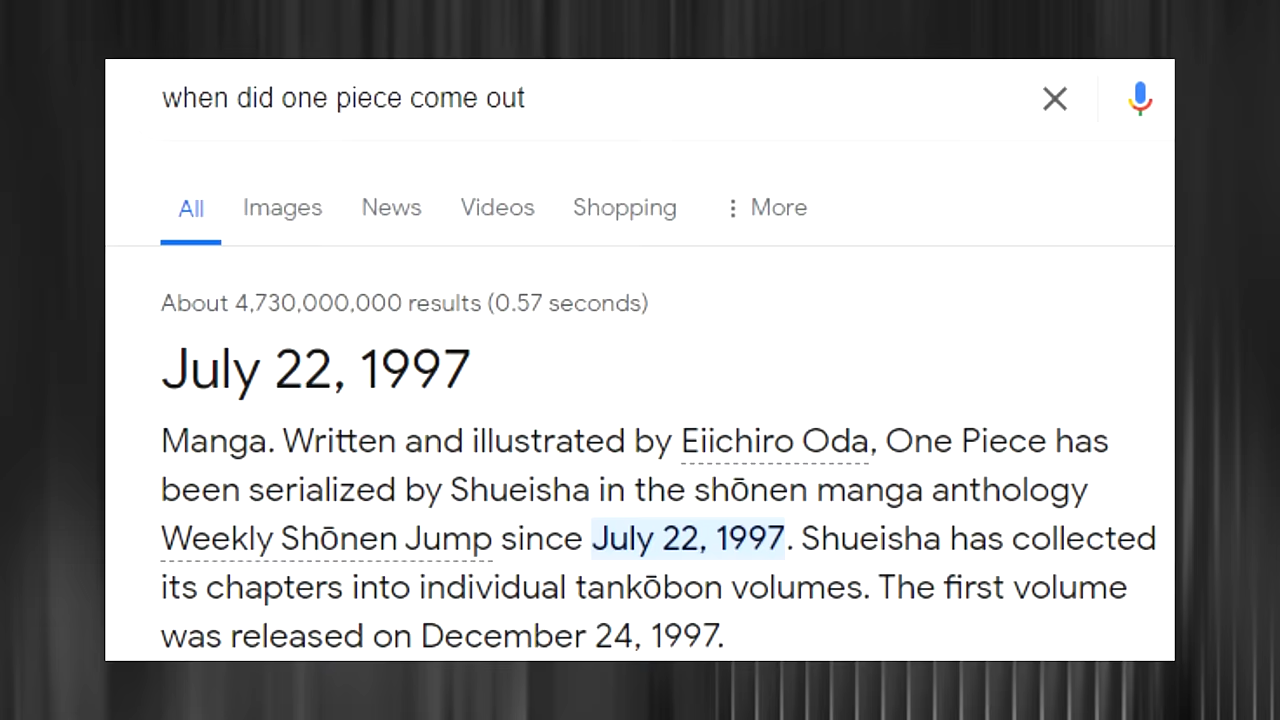 when did one piece come out
All Images News Videos Shopping More
About 4,730,000,000 results (0.57 seconds)
July 22, 1997
Manga. Written and illustrated by Eiichiro Oda, One Piece has
been serialized by Shueisha in the shōnen manga anthology
Weekly Shōnen Jump since July 22, 1997. Shueisha has collected
its chapters into individual tankōbon volumes. The first volume
was released on December 24, 1997.